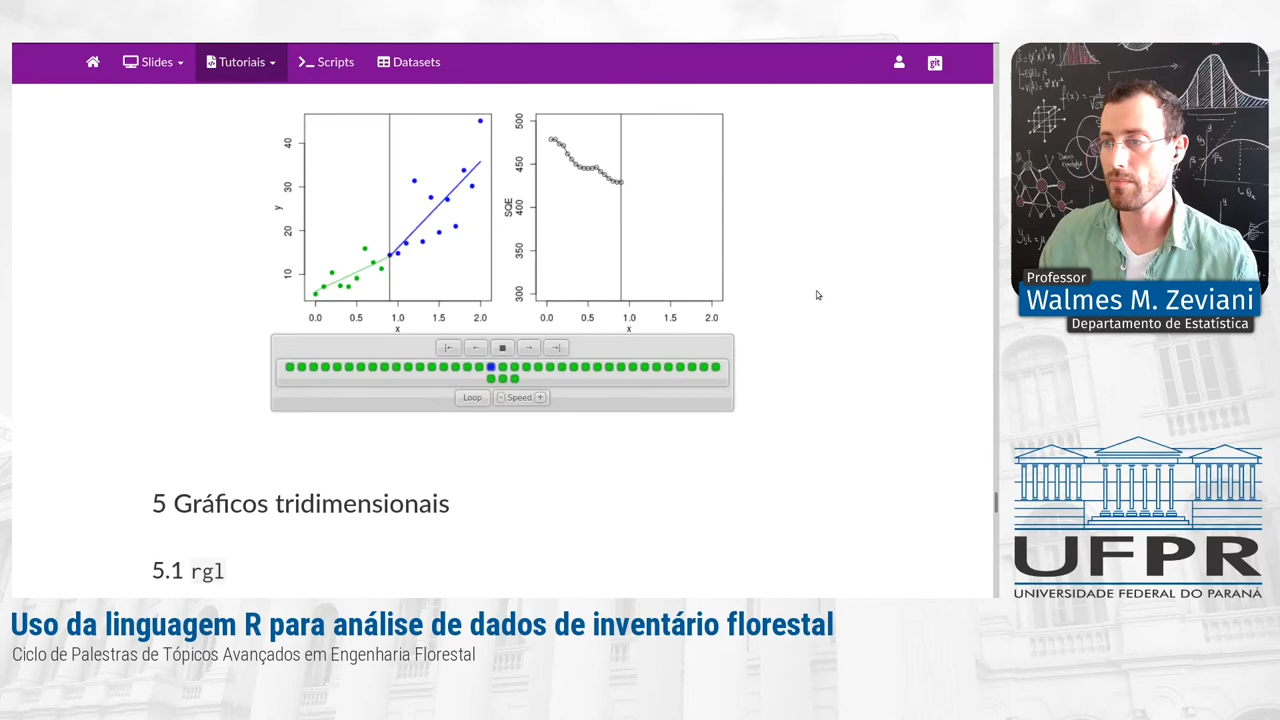 Slides
Tutoriais
Scripts
Datasets
git
y
10
20
30
40
0.0
0.5
1.0
1.5
2.0
x
SQE
300
350
400
450
500
0.0
0.5
1.0
1.5
2.0
x
Loop
- Speed +
5 Gráficos tridimensionais
5.1 rgl
Professor
Walmes M. Zeviani
Departamento de Estatística
UFPR
UNIVERSIDADE FEDERAL DO PARANÁ
Uso da linguagem R para análise de dados de inventário florestal
Ciclo de Palestras de Tópicos Avançados em Engenharia Florestal